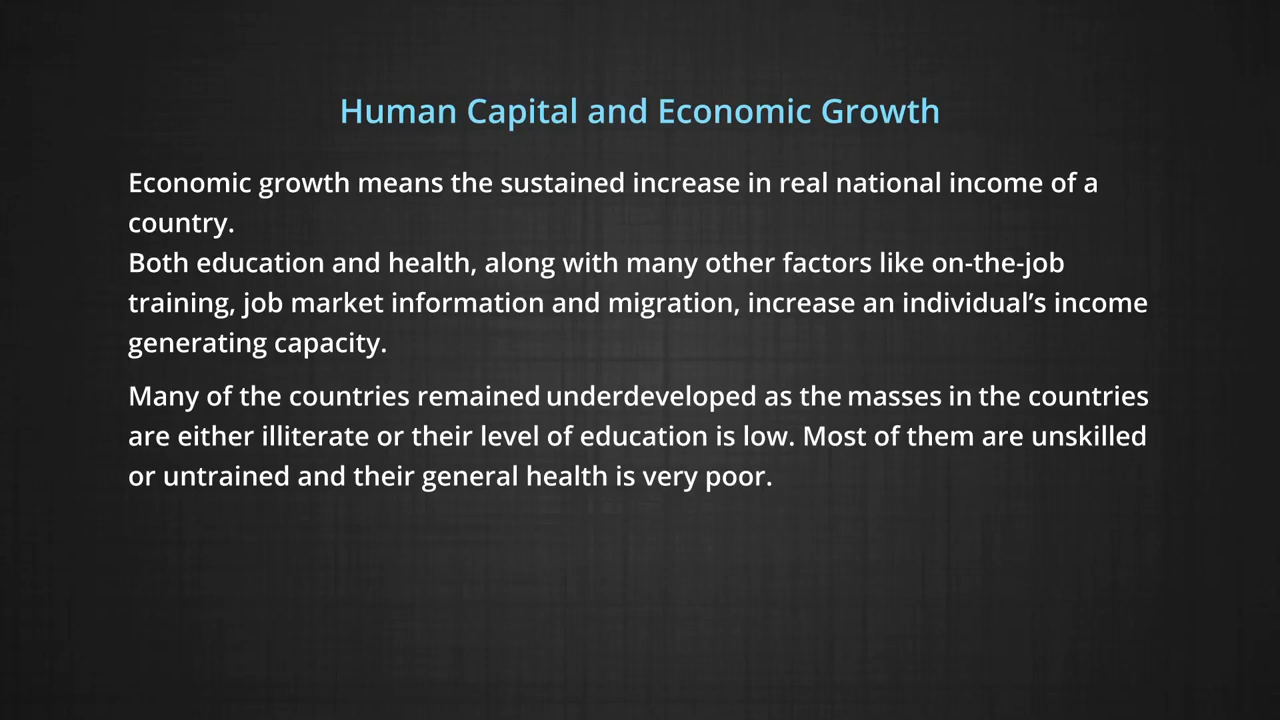 Human Capital and Economic Growth
Economic growth means the sustained increase in real national income of a
country.
Both education and health, along with many other factors like on-the-job
training, job market information and migration, increase an individual’s income
generating capacity.
Many of the countries remained underdeveloped as the masses in the countries
are either illiterate or their level of education is low. Most of them are unskilled
or untrained and their general health is very poor.